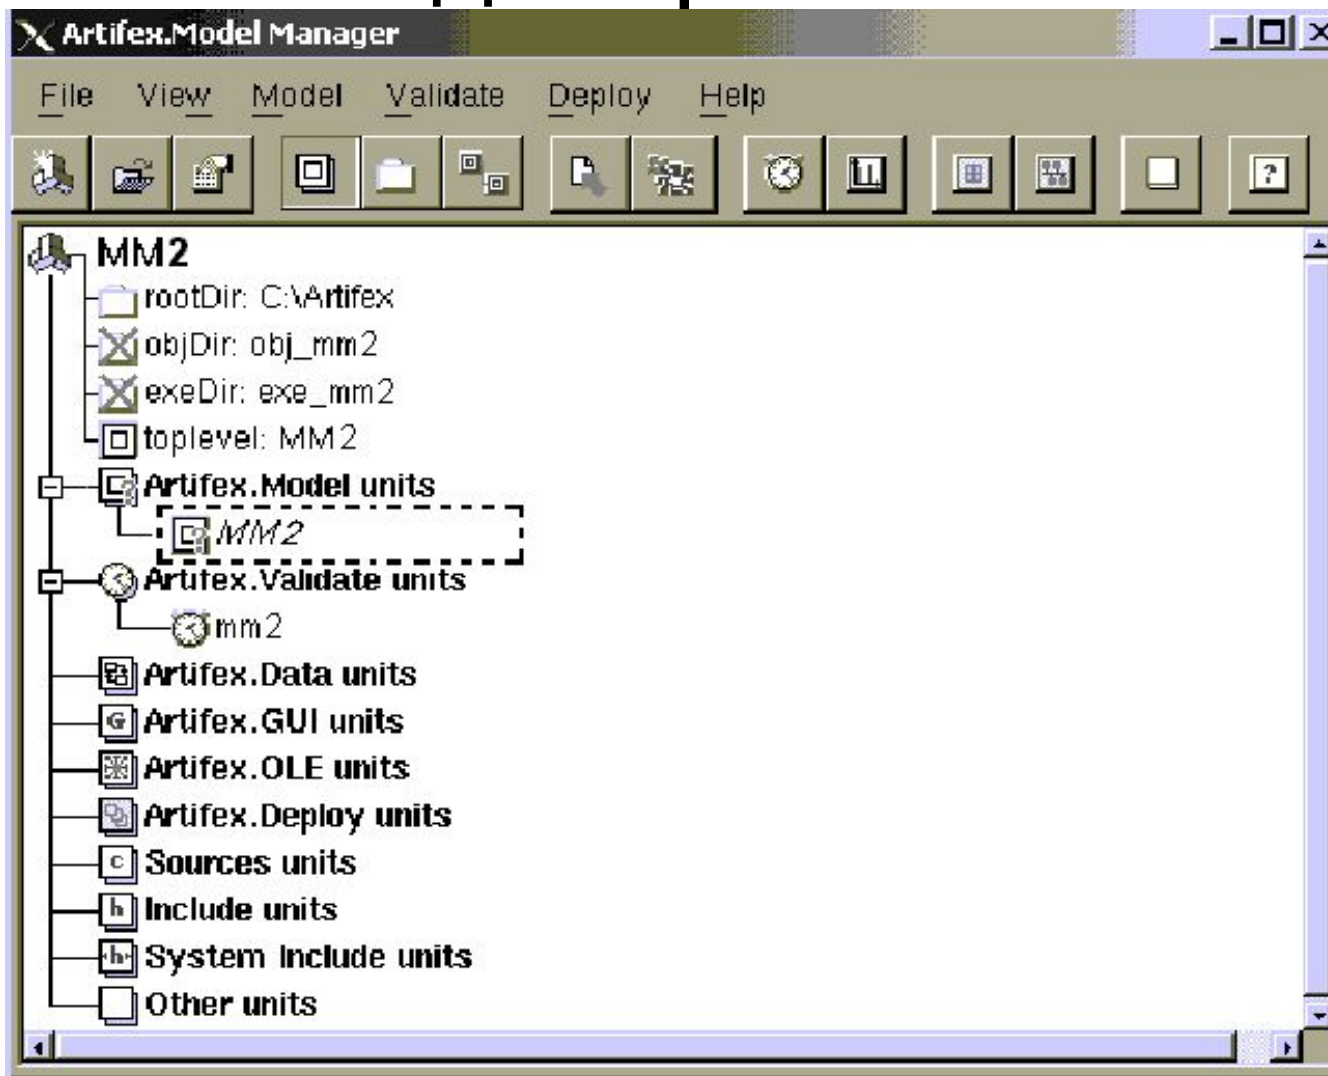 Artifex.Model Manager
File View Model Validate Deploy Help
MM2
rootDir: C:\Artifex
objDir: obj_mm2
exeDir: exe_mm2
toplevel: MM2
Artifex.Model units
MM2
Artifex.Validate units
mm2
Artifex.Data units
Artifex.GUI units
Artifex.OLE units
Artifex.Deploy units
Sources units
Include units
System Include units
Other units